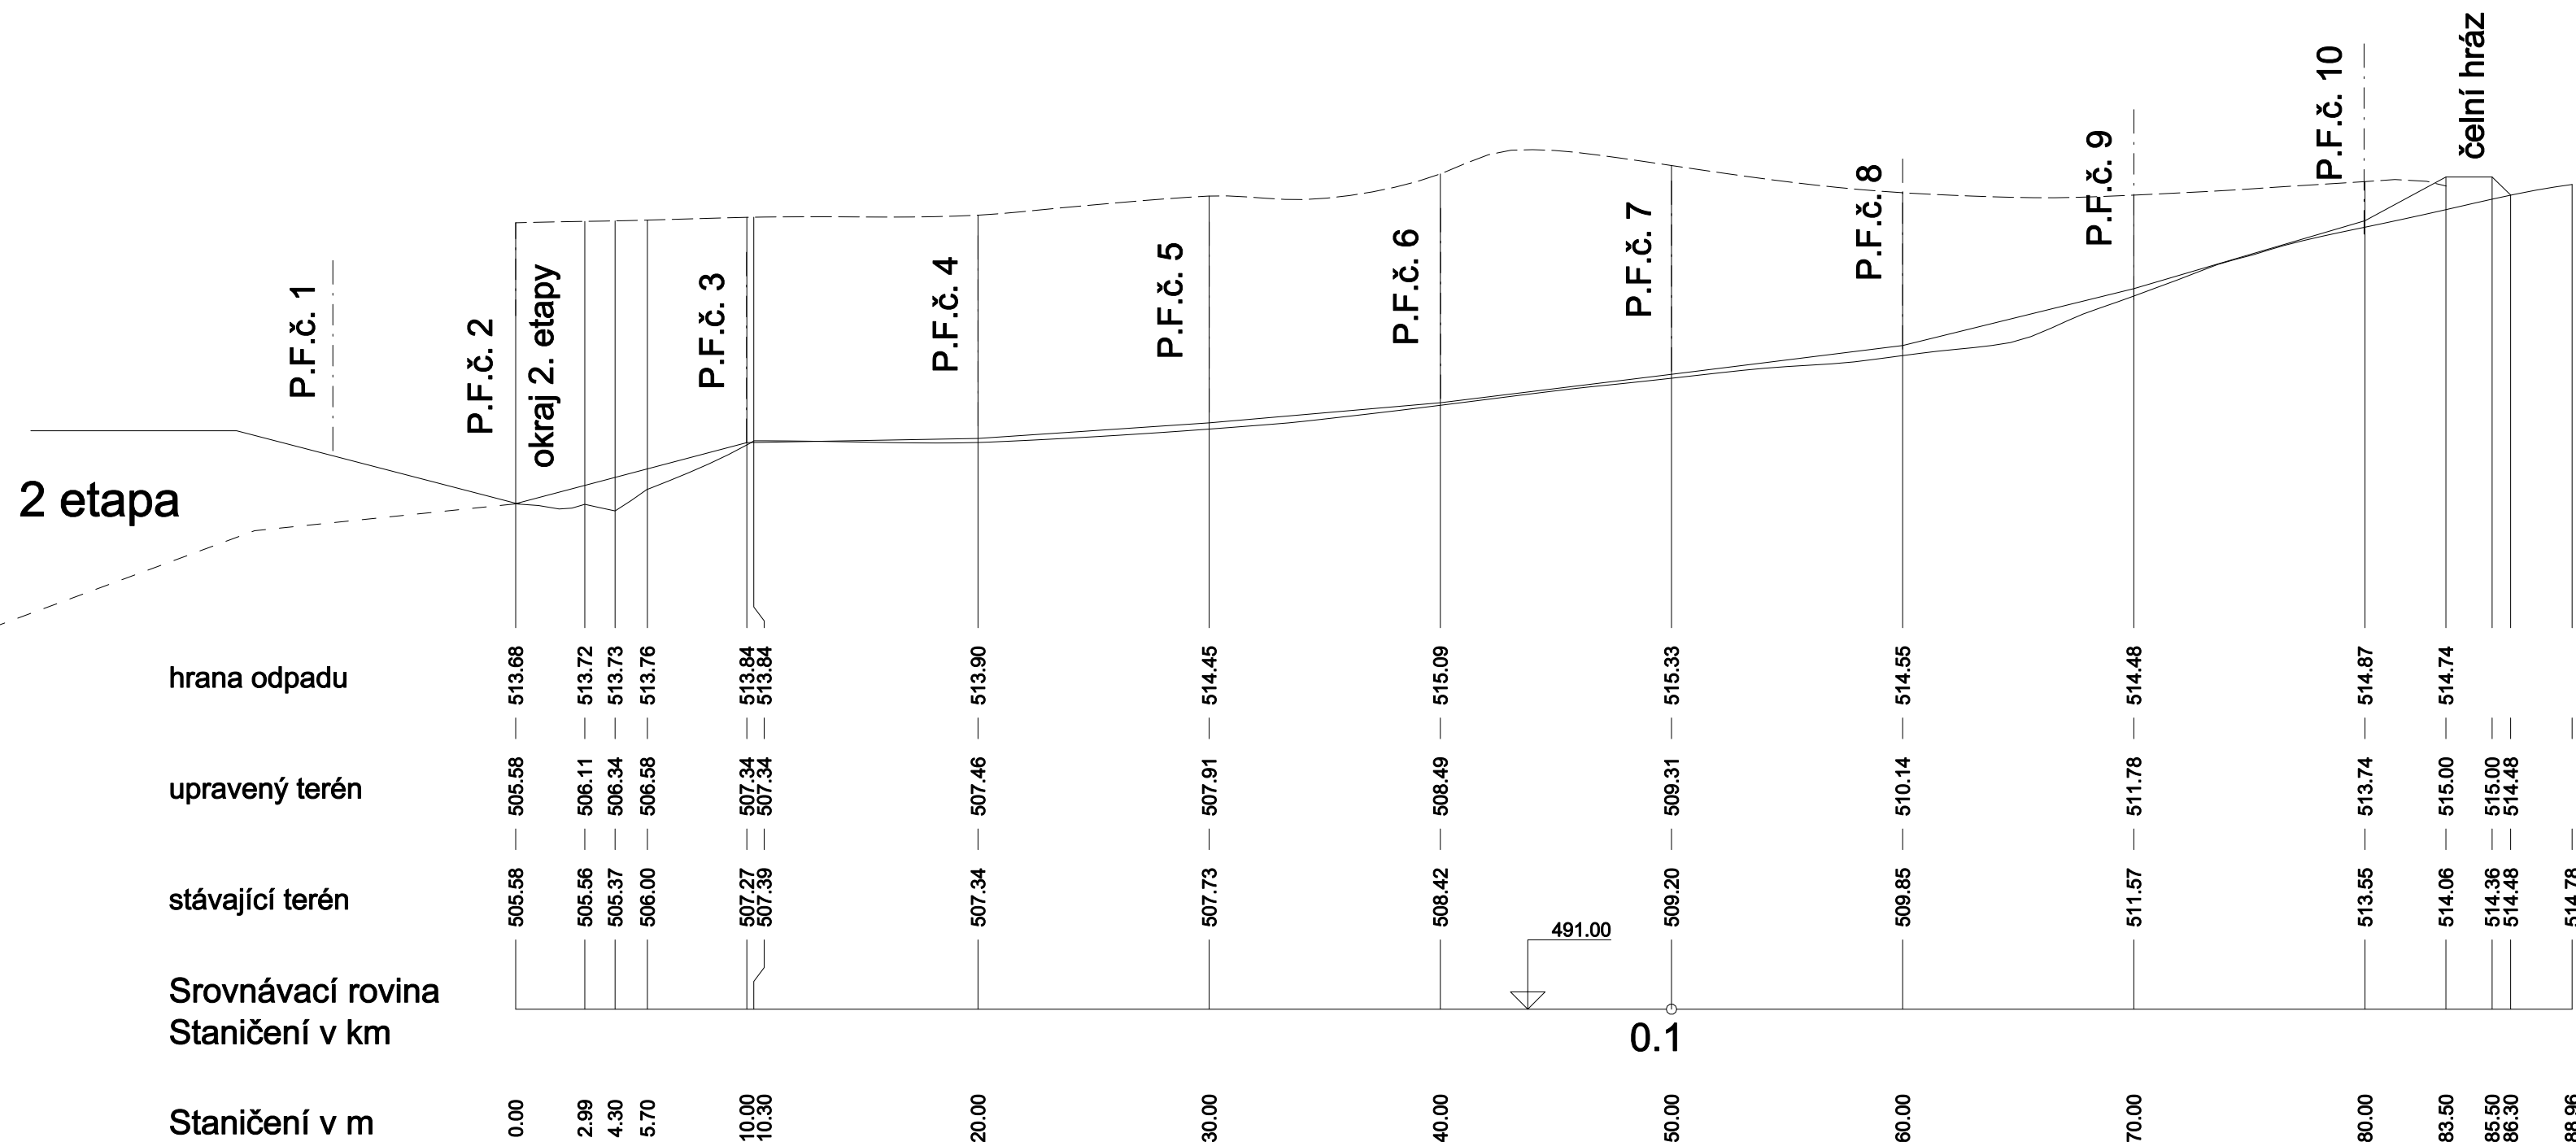 P.F.č. 1
P.F.č. 2
okraj 2. etapy
P.F.č. 3
P.F.č. 4
P.F.č. 5
P.F.č. 6
P.F.č. 7
P.F.č. 8
P.F.č. 9
P.F.č. 10
čelní hráz
2 etapa
hrana odpadu 513.68 513.72 513.73 513.76 513.84 513.84 513.90 514.45 515.09 515.33 514.55 514.48 514.87 514.74
upravený terén 505.58 506.11 506.34 506.58 507.34 507.34 507.46 507.91 508.49 509.31 510.14 511.78 513.74 515.00 515.00 514.48
stávající terén 505.58 505.56 505.37 506.00 507.27 507.39 507.34 507.73 508.42 509.20 509.85 511.57 513.55 514.06 514.36 514.48 514.78
491.00
Srovnávací rovina
Staničení v km 0.1
Staničení v m 0.00 2.99 4.30 5.70 10.00 10.30 20.00 30.00 40.00 50.00 60.00 70.00 80.00 83.50 85.50 86.30 88.96